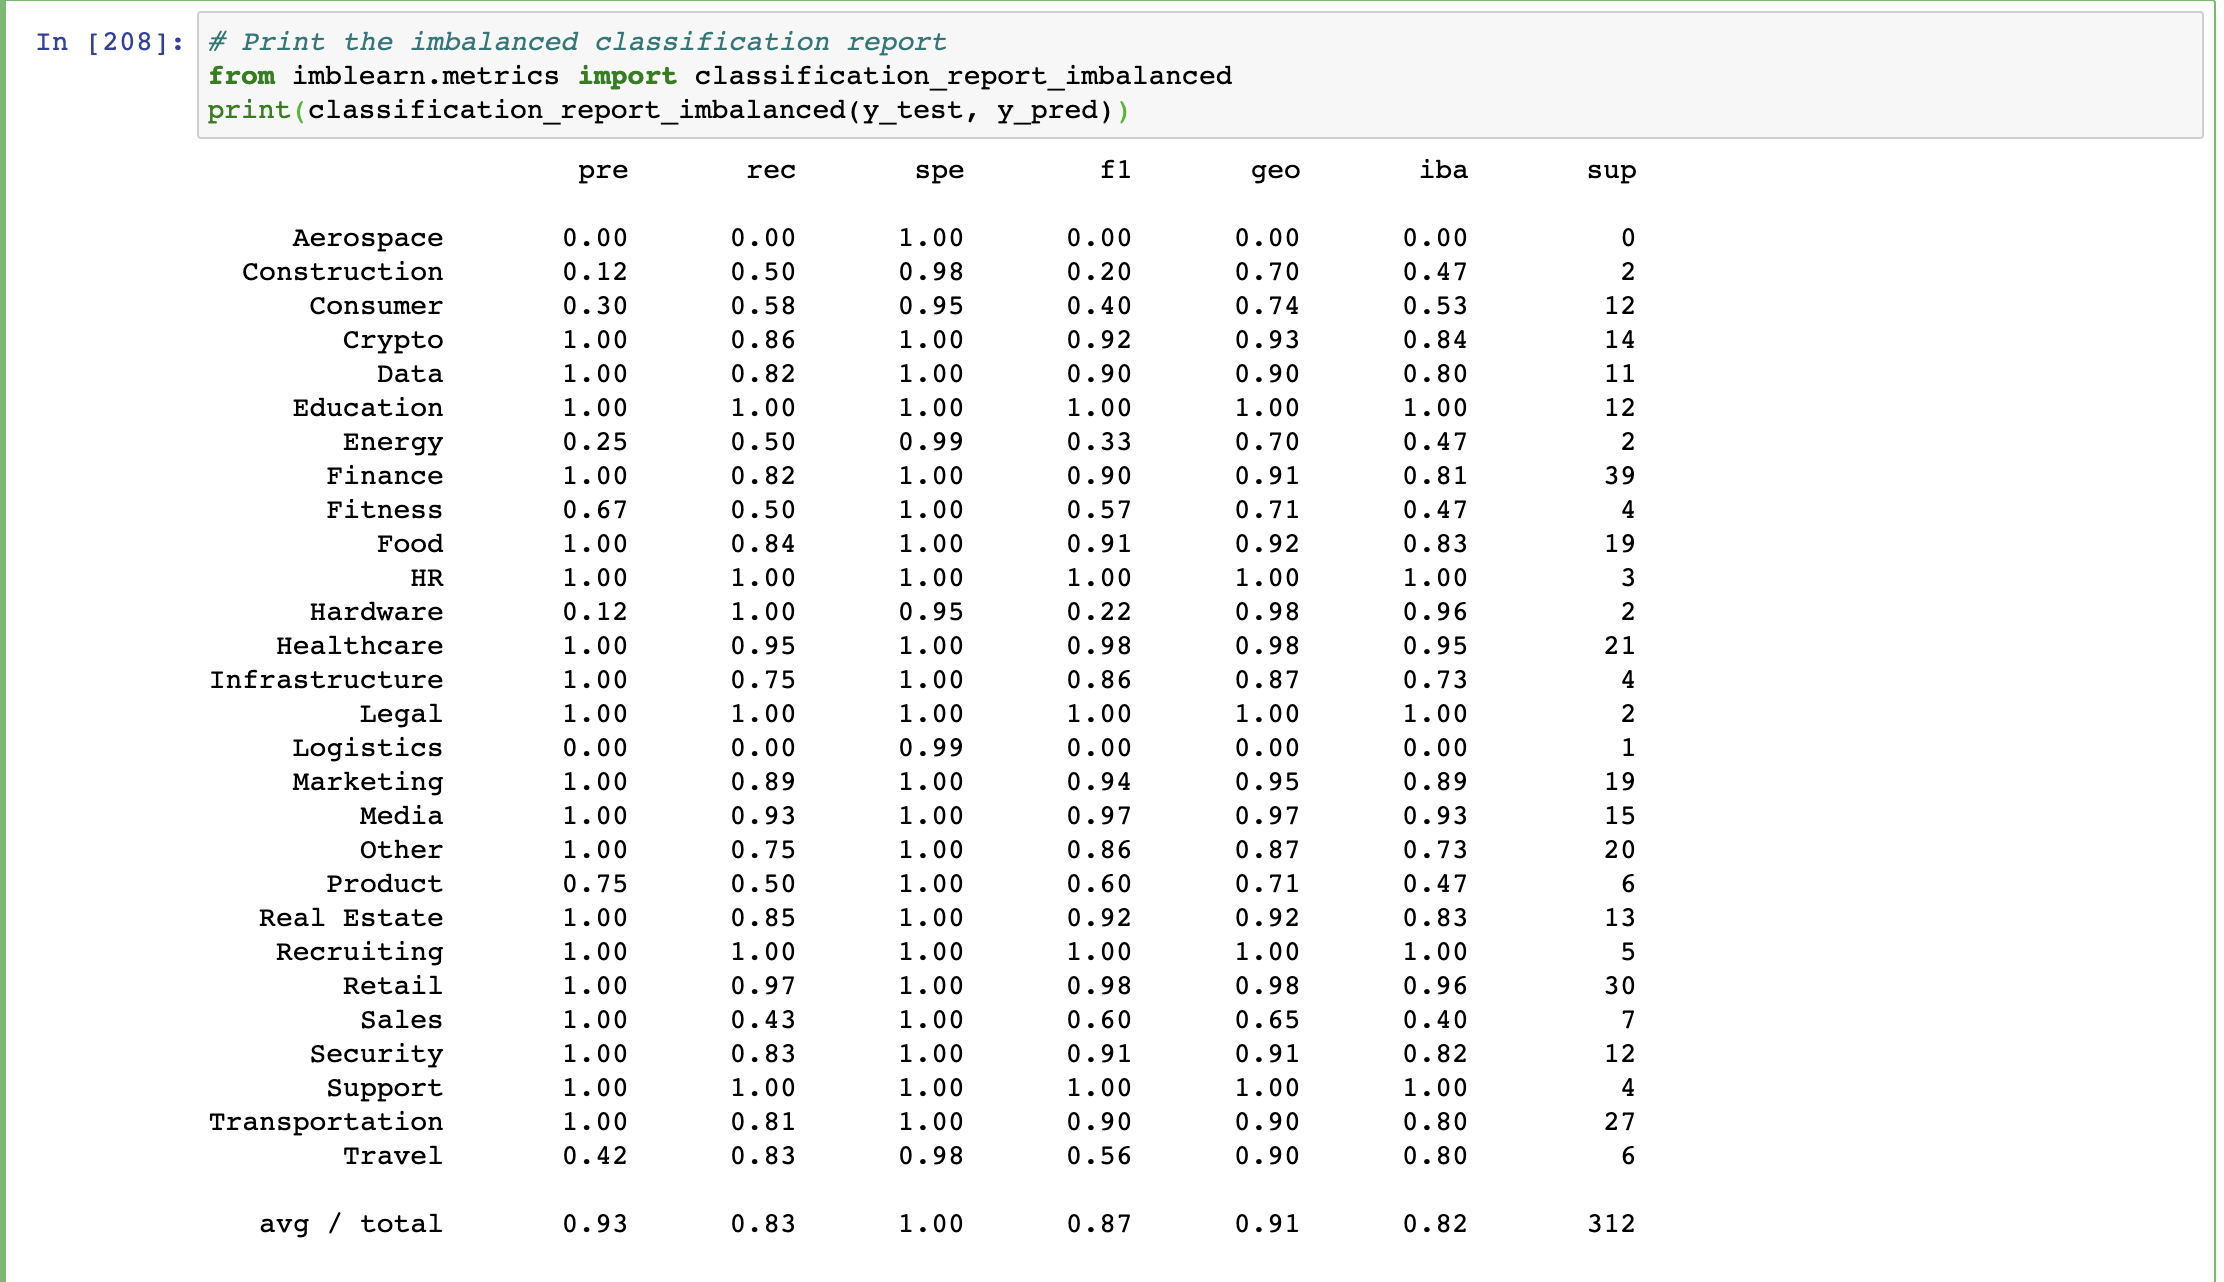 In [208]: # Print the imbalanced classification report
from imblearn.metrics import classification_report_imbalanced
print(classification_report_imbalanced(y_test, y_pred))
pre rec spe f1 geo iba sup
Aerospace 0.00 0.00 1.00 0.00 0.00 0.00 0
Construction 0.12 0.50 0.98 0.20 0.70 0.47 2
Consumer 0.30 0.58 0.95 0.40 0.74 0.53 12
Crypto 1.00 0.86 1.00 0.92 0.93 0.84 14
Data 1.00 0.82 1.00 0.90 0.90 0.80 11
Education 1.00 1.00 1.00 1.00 1.00 1.00 12
Energy 0.25 0.50 0.99 0.33 0.70 0.47 2
Finance 1.00 0.82 1.00 0.90 0.91 0.81 39
Fitness 0.67 0.50 1.00 0.57 0.71 0.47 4
Food 1.00 0.84 1.00 0.91 0.92 0.83 19
HR 1.00 1.00 1.00 1.00 1.00 1.00 3
Hardware 0.12 1.00 0.95 0.22 0.98 0.96 2
Healthcare 1.00 0.95 1.00 0.98 0.98 0.95 21
Infrastructure 1.00 0.75 1.00 0.86 0.87 0.73 4
Legal 1.00 1.00 1.00 1.00 1.00 1.00 2
Logistics 0.00 0.00 0.99 0.00 0.00 0.00 1
Marketing 1.00 0.89 1.00 0.94 0.95 0.89 19
Media 1.00 0.93 1.00 0.97 0.97 0.93 15
Other 1.00 0.75 1.00 0.86 0.87 0.73 20
Product 0.75 0.50 1.00 0.60 0.71 0.47 6
Real Estate 1.00 0.85 1.00 0.92 0.92 0.83 13
Recruiting 1.00 1.00 1.00 1.00 1.00 1.00 5
Retail 1.00 0.97 1.00 0.98 0.98 0.96 30
Sales 1.00 0.43 1.00 0.60 0.65 0.40 7
Security 1.00 0.83 1.00 0.91 0.91 0.82 12
Support 1.00 1.00 1.00 1.00 1.00 1.00 4
Transportation 1.00 0.81 1.00 0.90 0.90 0.80 27
Travel 0.42 0.83 0.98 0.56 0.90 0.80 6
avg / total 0.93 0.83 1.00 0.87 0.91 0.82 312